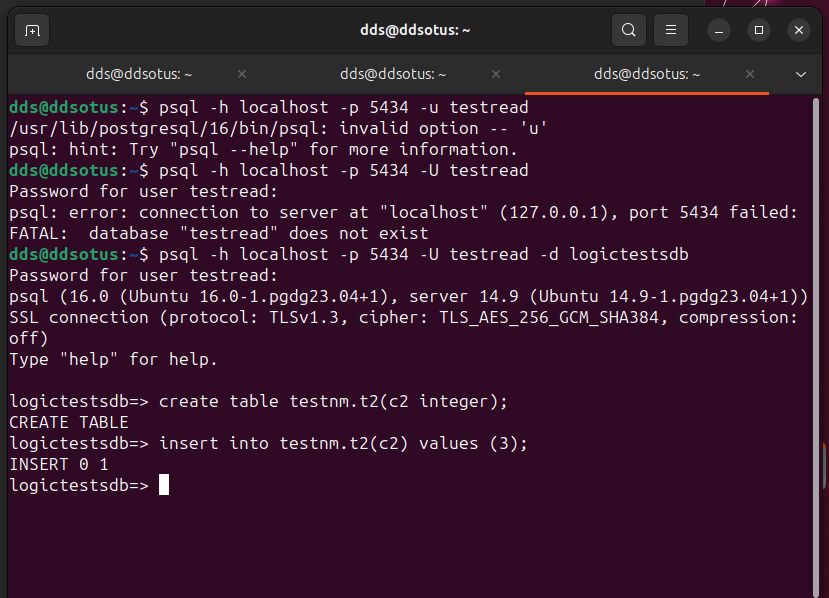 dds@ddsotus: ~
dds@ddsotus: ~ × dds@ddsotus: ~ × dds@ddsotus: ~ ×
dds@ddsotus:~$ psql -h localhost -p 5434 -u testread
/usr/lib/postgresql/16/bin/psql: invalid option -- 'u'
psql: hint: Try "psql --help" for more information.
dds@ddsotus:~$ psql -h localhost -p 5434 -U testread
Password for user testread:
psql: error: connection to server at "localhost" (127.0.0.1), port 5434 failed:
FATAL:  database "testread" does not exist
dds@ddsotus:~$ psql -h localhost -p 5434 -U testread -d logictestsdb
Password for user testread:
psql (16.0 (Ubuntu 16.0-1.pgdg23.04+1), server 14.9 (Ubuntu 14.9-1.pgdg23.04+1))
SSL connection (protocol: TLSv1.3, cipher: TLS_AES_256_GCM_SHA384, compression:
off)
Type "help" for help.
logictestsdb=> create table testnm.t2(c2 integer);
CREATE TABLE
logictestsdb=> insert into testnm.t2(c2) values (3);
INSERT 0 1
logictestsdb=>